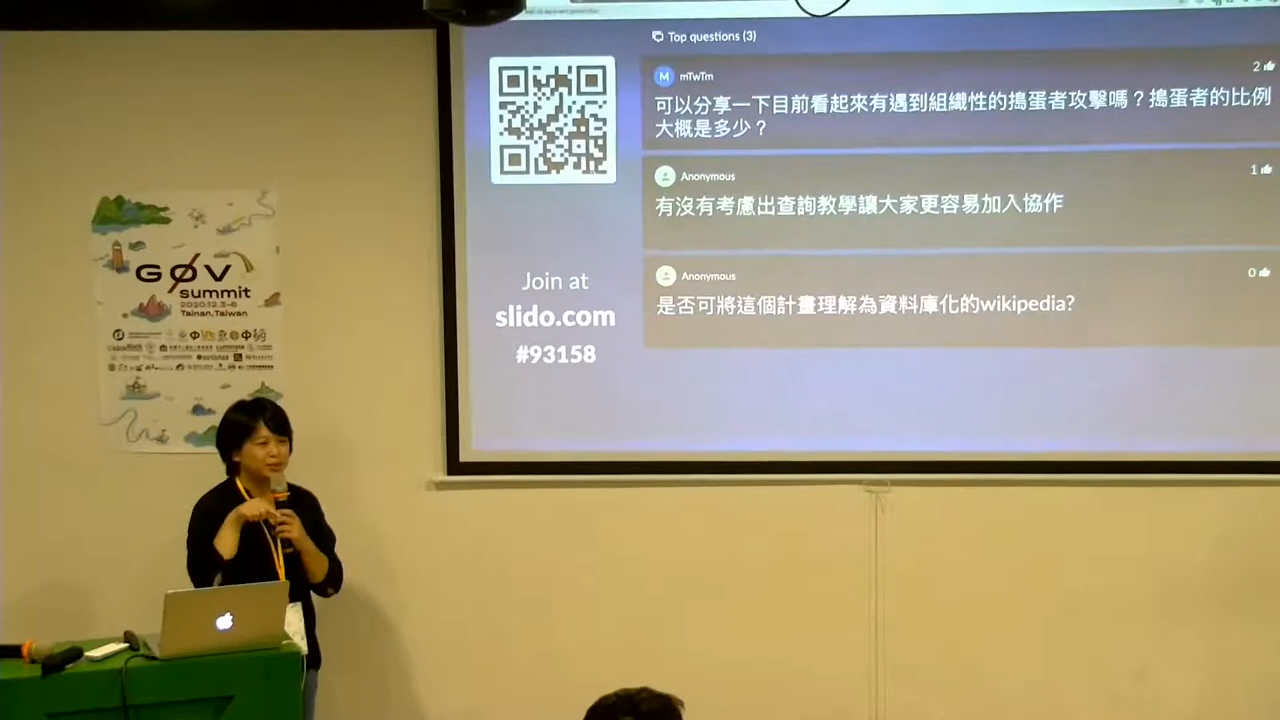 Top questions (3)
M mTwTm
2
可以分享一下目前看起來有遇到組織性的搗蛋者攻擊嗎？搗蛋者的比例
大概是多少？
Anonymous
1
有沒有考慮出查詢教學讓大家更容易加入協作
Anonymous
0
是否可將這個計畫理解為資料庫化的wikipedia?
Join at
slido.com
#93158
GØV
summit
2020.12.3-6
Tainan,Taiwan